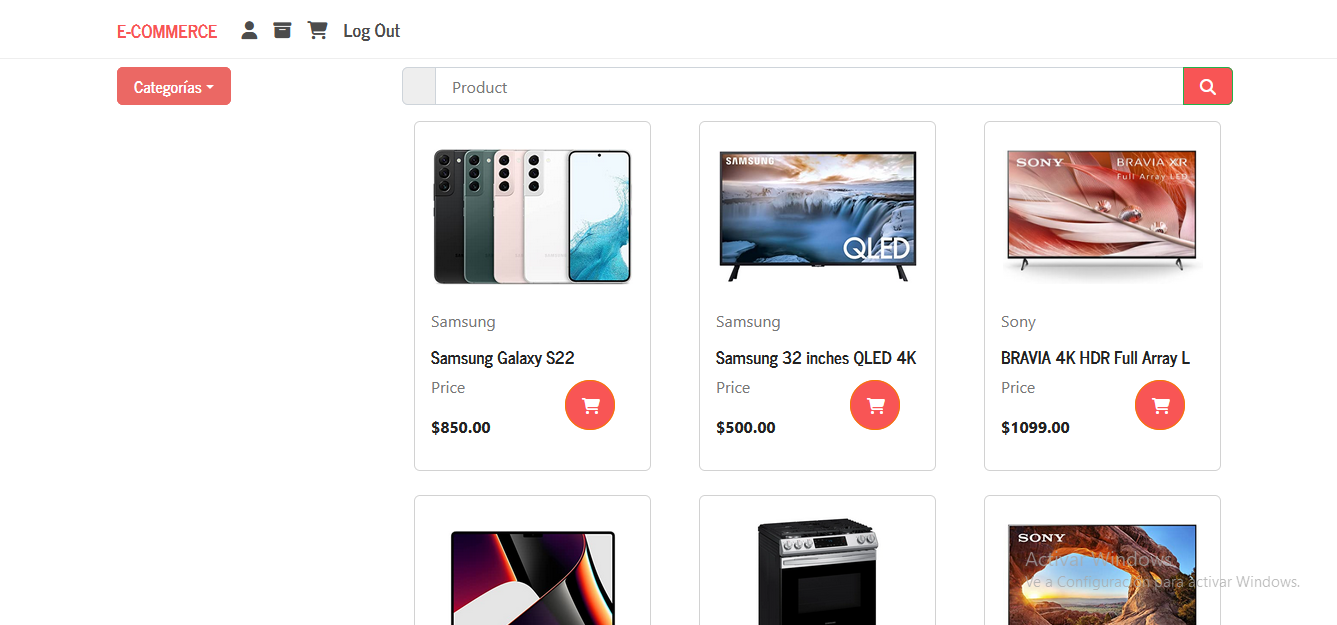 E-COMMERCE Log Out
Categorías
Product
SAMSUNG
QLED
SONY BRAVIA XR
Full Array LED
Samsung
Samsung Galaxy S22
Price
$850.00
Samsung
Samsung 32 inches QLED 4K
Price
$500.00
Sony
BRAVIA 4K HDR Full Array L
Price
$1099.00
SONY
Activar Windows
Ve a Configuración para activar Windows.